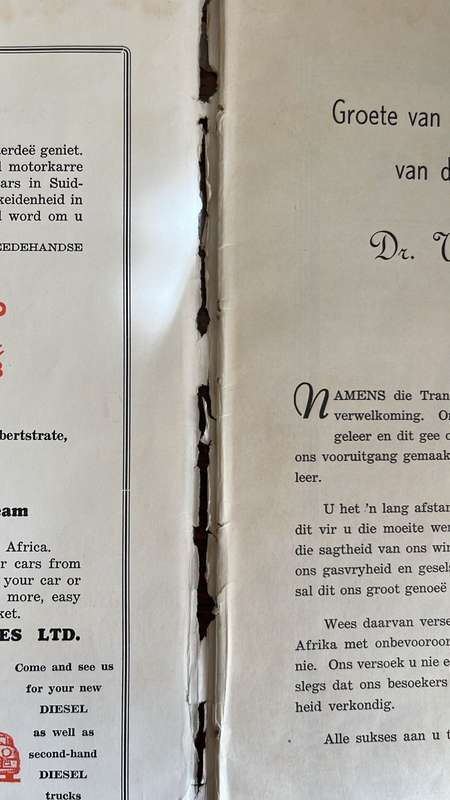 erdeë geniet.
motorkarre
ars in Suid-
keidenheid in
word om u
EEDEHANDSE
bertstrate,
eam
Africa.
r cars from
your car or
more, easy
ket.
ES LTD.
Come and see us
for your new
DIESEL
as well as
second-hand
DIESEL
trucks
Groete van
van d
Dr.
NAMENS die Tran
verwelkoming. On
geleer en dit gee
ons vooruitgang gemaak
leer.
U het 'n lang afstan
dit vir u die moeite wer
die sagtheid van ons win
ons gasvryheid en gesels
sal dit ons groot genoeë
Wees daarvan verse
Afrika met onbevooroor
nie. Ons versoek u nie e
slegs dat ons besoekers
heid verkondig.
Alle sukses aan u t